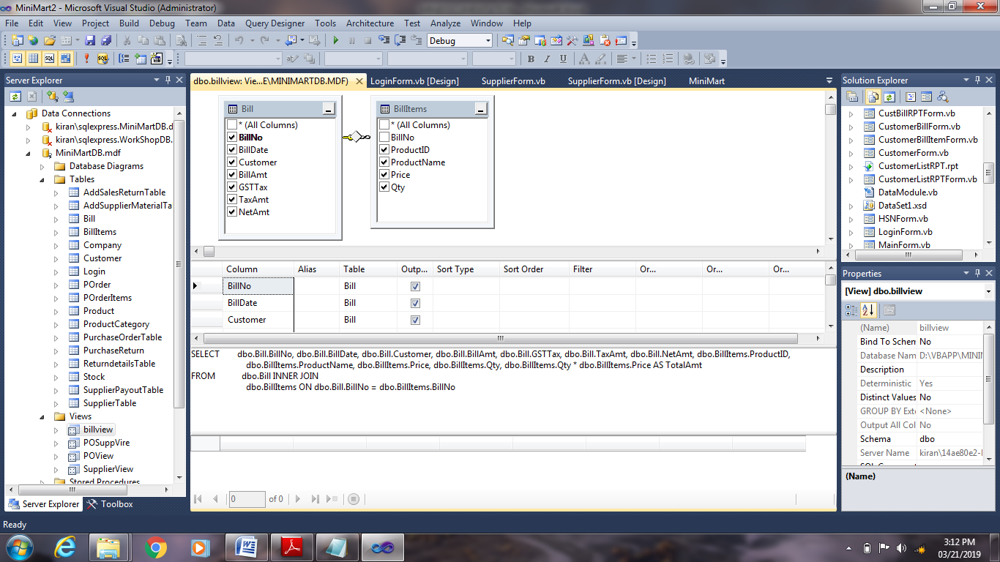 MiniMart2 - Microsoft Visual Studio (Administrator)
File Edit View Project Build Debug Team Data Query Designer Tools Architecture Test Analyze Window Help
Debug
SQL
B I U
Server Explorer
Data Connections
kiran\sqlexpress.MiniMartDB.d
kiran\sqlexpress.WorkShopDB.
MiniMartDB.mdf
Database Diagrams
Tables
AddSalesReturnTable
AddSupplierMaterialTa
Bill
BillItems
Company
Customer
Login
POrder
POrderItems
Product
ProductCategory
PurchaseOrderTable
PurchaseReturn
ReturndetailsTable
Stock
SupplierPayoutTable
SupplierTable
Views
billview
POSuppVire
POView
SupplierView
Stored Procedures
Server Explorer Toolbox
dbo.billview: Vie...E\MINIMARTDB.MDF) LoginForm.vb [Design] SupplierForm.vb SupplierForm.vb [Design] MiniMart
Bill
* (All Columns)
BillNo
BillDate
Customer
BillAmt
GSTTax
TaxAmt
NetAmt
BillItems
* (All Columns)
BillNo
ProductID
ProductName
Price
Qty
Column Alias Table Outp... Sort Type Sort Order Filter Or... Or... Or...
BillNo Bill
BillDate Bill
Customer Bill
SELECT dbo.Bill.BillNo, dbo.Bill.BillDate, dbo.Bill.Customer, dbo.Bill.BillAmt, dbo.Bill.GSTTax, dbo.Bill.TaxAmt, dbo.Bill.NetAmt, dbo.BillItems.ProductID,
dbo.BillItems.ProductName, dbo.BillItems.Price, dbo.BillItems.Qty, dbo.BillItems.Qty * dbo.BillItems.Price AS TotalAmt
FROM dbo.Bill INNER JOIN
dbo.BillItems ON dbo.Bill.BillNo = dbo.BillItems.BillNo
0 of 0
Solution Explorer
CustBillRPTForm.vb
CustomerBillForm.vb
CustomerBillItemForm.vb
CustomerForm.vb
CustomerListRPT.rpt
CustomerListRPTForm.vb
DataModule.vb
DataSet1.xsd
HSNForm.vb
LoginForm.vb
MainForm.vb
Properties
[View] dbo.billview
(Name) billview
Bind To Schem No
Database Nam D:\VBAPP\MINI
Description
Deterministic Yes
Distinct Values No
GROUP BY Exte <None>
Output All Col No
Schema dbo
Server Name kiran\14ae80e2-
(Name)
Ready
3:12 PM
03/21/2019